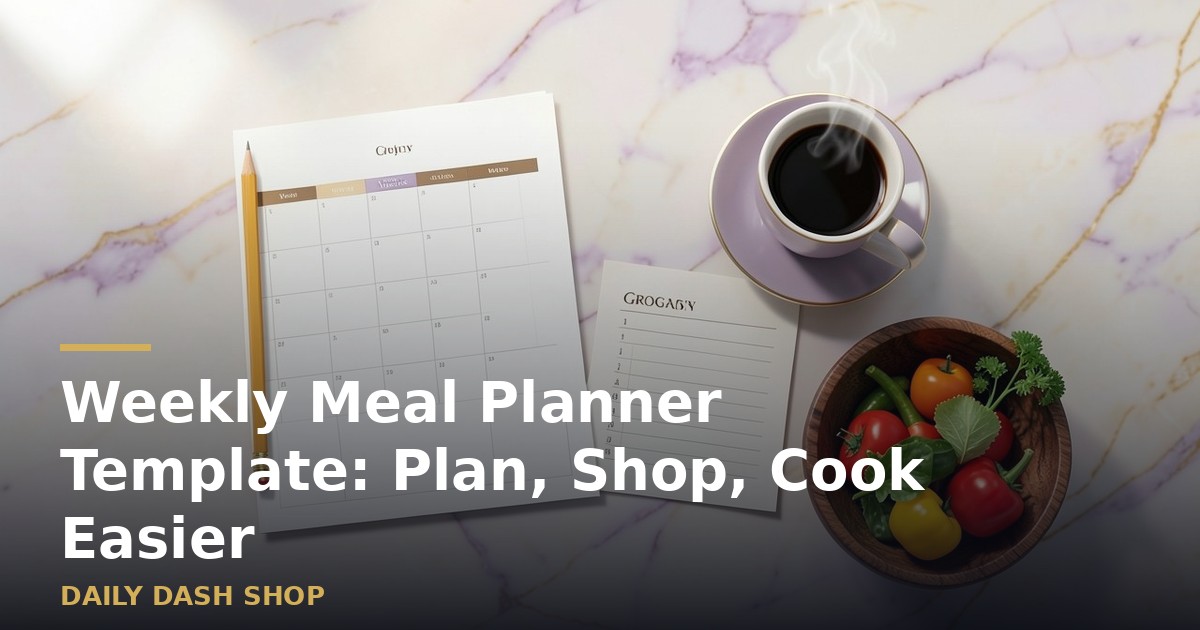 Weekly Meal Planner
Template: Plan, Shop, Cook
Easier
DAILY DASH SHOP